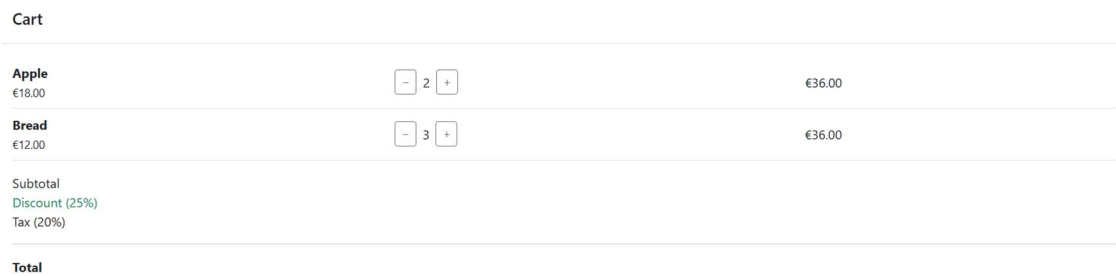 Cart
Apple
€18.00
− 2 + €36.00
Bread
€12.00
− 3 + €36.00
Subtotal
Discount (25%)
Tax (20%)
Total